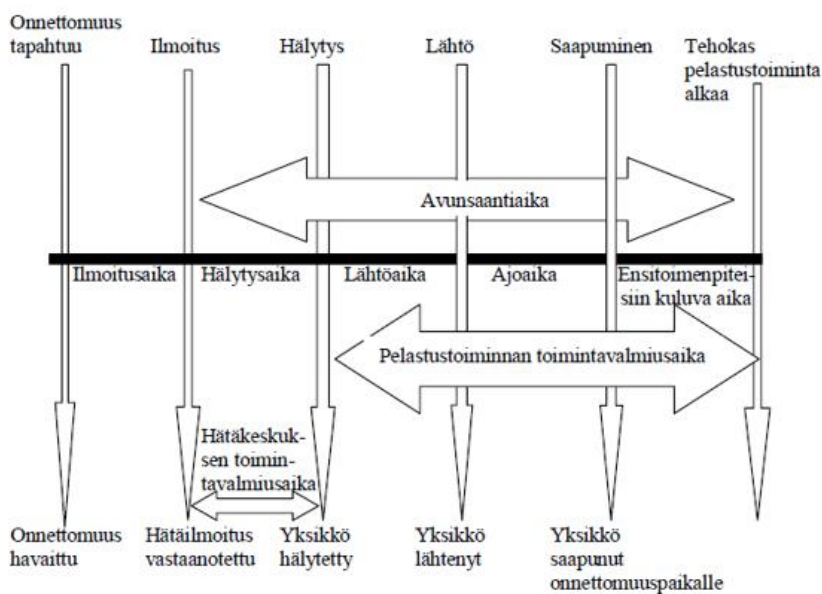 Onnettomuus
tapahtuu
Ilmoitus
Hälytys
Lähtö
Saapuminen
Tehokas
pelastustoiminta
alkaa
Avunsaantiaika
Ilmoitusaika
Hälytysaika
Lähtöaika
Ajoaika
Ensitoimenpitei-
siin kuluva aika
Pelastustoiminnan toimintavalmiusaika
Hätäkeskuk-
sen toimin-
tavalmiusaika
Onnettomuus
havaittu
Hätäilmoitus
vastaanotettu
Yksikkö
hälytetty
Yksikkö
lähtenyt
Yksikkö
saapunut
onnettomuuspaikalle